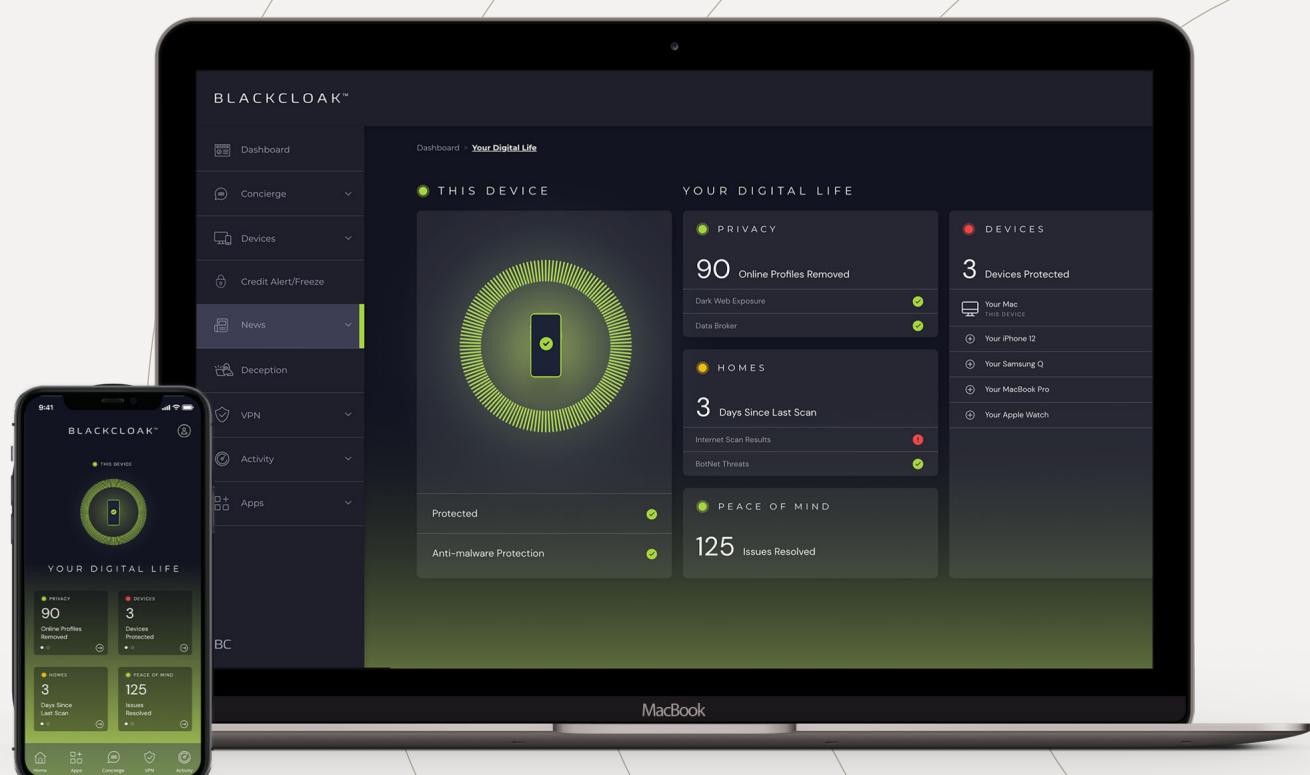 BLACKCLOAK™
Dashboard
Concierge
Devices
Credit Alert/Freeze
News
Deception
VPN
Activity
Apps
BC
Dashboard > Your Digital Life
THIS DEVICE
Protected
Anti-malware Protection
YOUR DIGITAL LIFE
PRIVACY
90 Online Profiles Removed
Dark Web Exposure
Data Broker
HOMES
3 Days Since Last Scan
Internet Scan Results
BotNet Threats
PEACE OF MIND
125 Issues Resolved
DEVICES
3 Devices Protected
Your Mac
THIS DEVICE
Your iPhone 12
Your Samsung Q
Your MacBook Pro
Your Apple Watch
MacBook
9:41
BLACKCLOAK™
THIS DEVICE
YOUR DIGITAL LIFE
PRIVACY
90
Online Profiles
Removed
DEVICES
3
Devices
Protected
HOMES
3
Days Since
Last Scan
PEACE OF MIND
125
Issues
Resolved
Home
Apps
Concierge
VPN
Activity